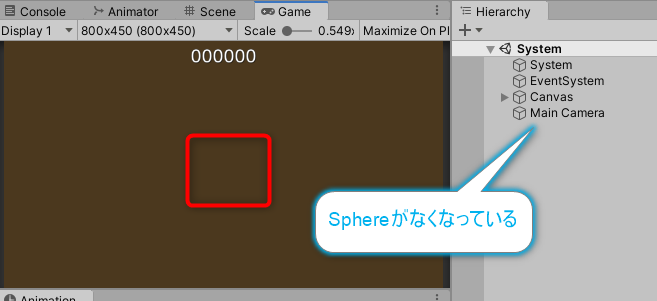 Console Animator Scene Game
Display 1 800x450 (800x450) Scale 0.549x Maximize On Pl
000000
Animation
Hierarchy
System
System
EventSystem
Canvas
Main Camera
Sphereがなくなっている